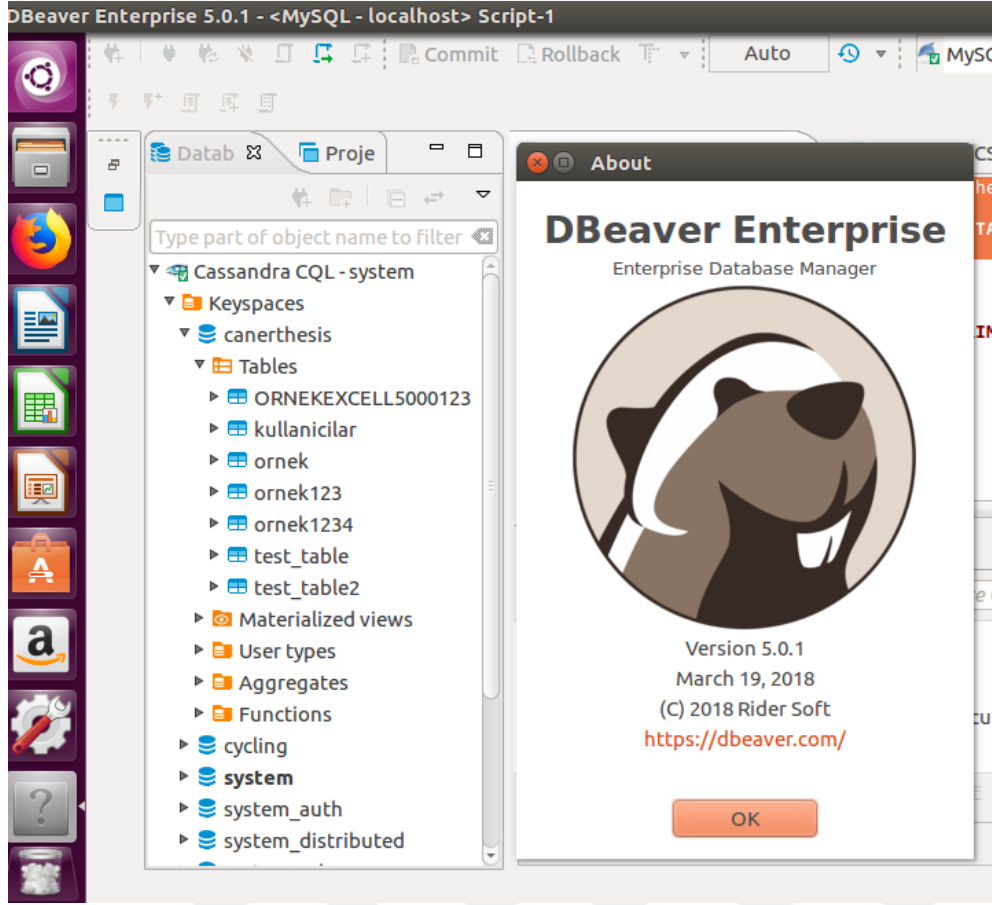 DBeaver Enterprise 5.0.1 - <MySQL - localhost> Script-1
Commit Rollback Auto
Datab Proje
Type part of object name to filter
Cassandra CQL - system
Keyspaces
canerthesis
Tables
ORNEKEXCELL5000123
kullanicilar
ornek
ornek123
ornek1234
test_table
test_table2
Materialized views
User types
Aggregates
Functions
cycling
system
system_auth
system_distributed
About
DBeaver Enterprise
Enterprise Database Manager
Version 5.0.1
March 19, 2018
(C) 2018 Rider Soft
https://dbeaver.com/
OK